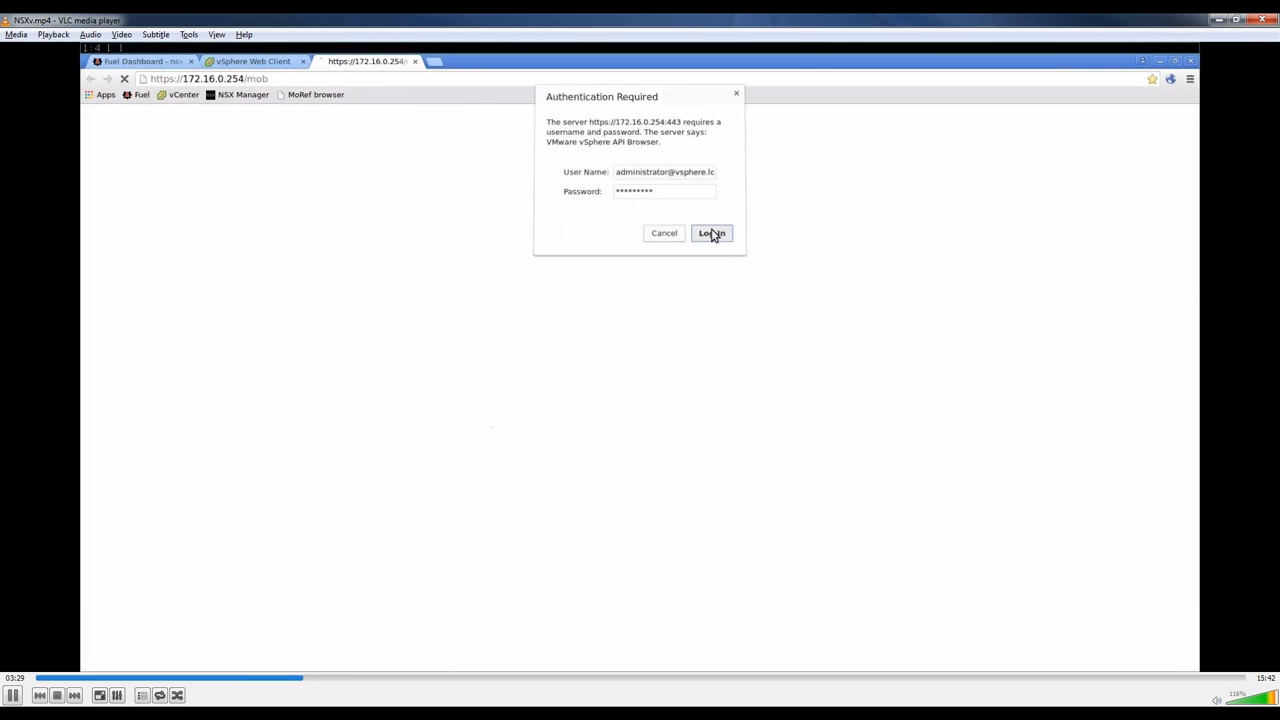 NSXv.mp4 - VLC media player
Media Playback Audio Video Subtitle Tools View Help
1:4 [ ]
Fuel Dashboard - ns vSphere Web Client https://172.16.0.254/
https://172.16.0.254/mob
Apps Fuel vCenter NSX Manager MoRef browser
Authentication Required
The server https://172.16.0.254:443 requires a
username and password. The server says:
VMware vSphere API Browser.
User Name: administrator@vsphere.lc
Password: *********
Cancel Log In
03:29 15:42
116%